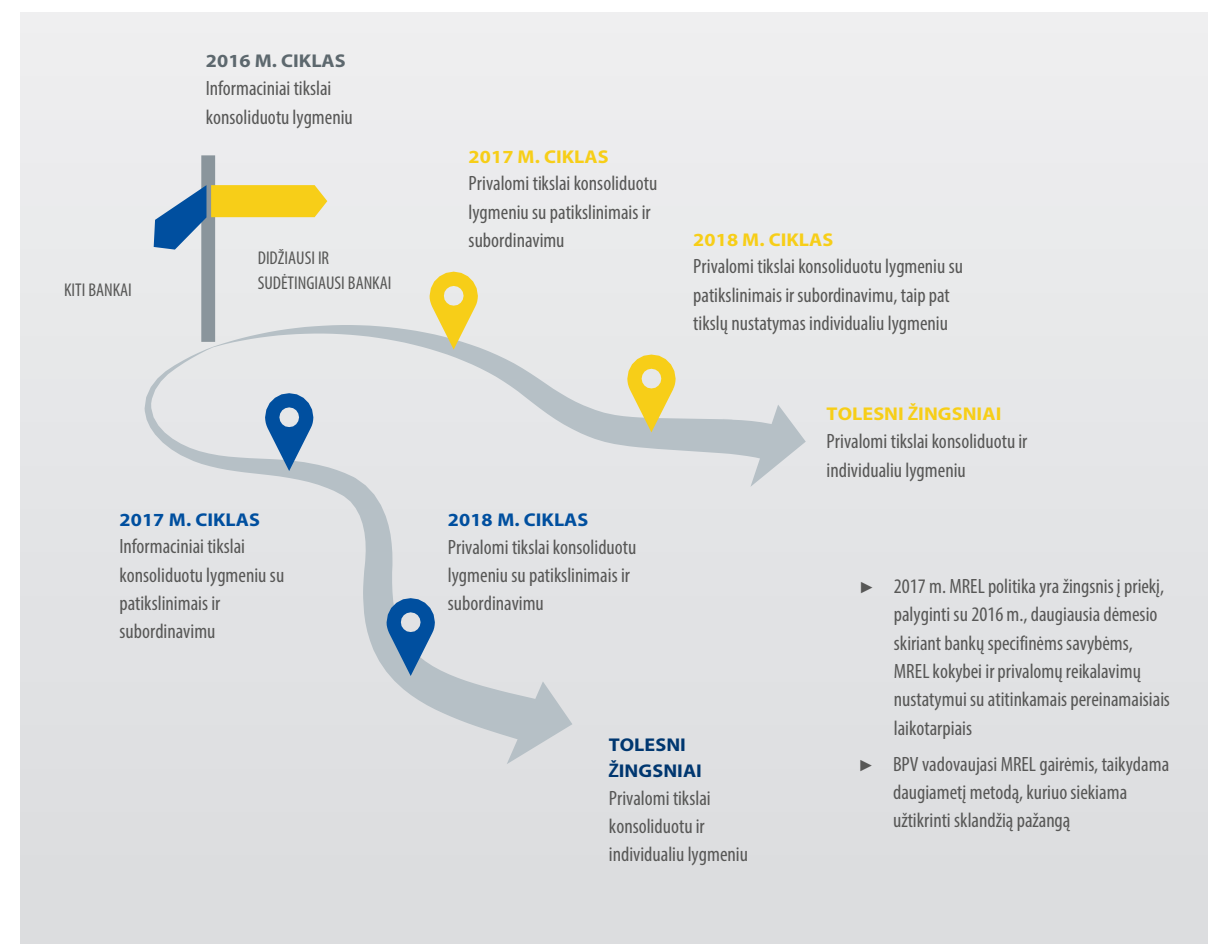 2016 M. CIKLAS
Informaciniai tikslai
konsoliduotu lygmeniu
KITI BANKAI
DIDŽIAUSI IR
SUDĖTINGIAUSI BANKAI
2017 M. CIKLAS
Privalomi tikslai konsoliduotu
lygmeniu su patikslinimais ir
subordinavimu
2018 M. CIKLAS
Privalomi tikslai konsoliduotu lygmeniu su
patikslinimais ir subordinavimu, taip pat
tikslų nustatymas individualiu lygmeniu
TOLESNI ŽINGSNIAI
Privalomi tikslai konsoliduotu ir
individualiu lygmeniu
2017 M. CIKLAS
Informaciniai tikslai
konsoliduotu lygmeniu su
patikslinimais ir
subordinavimu
2018 M. CIKLAS
Privalomi tikslai konsoliduotu
lygmeniu su patikslinimais ir
subordinavimu
TOLESNI
ŽINGSNIAI
Privalomi tikslai
konsoliduotu ir
individualiu lygmeniu
► 2017 m. MREL politika yra žingsnis į priekį,
palyginti su 2016 m., daugiausia dėmesio
skiriant bankų specifinėms savybėms,
MREL kokybei ir privalomų reikalavimų
nustatymui su atitinkamais pereinamaisiais
laikotarpiais
► BPV vadovaujasi MREL gairėmis, taikydama
daugiametį metodą, kuriuo siekiama
užtikrinti sklandžią pažangą